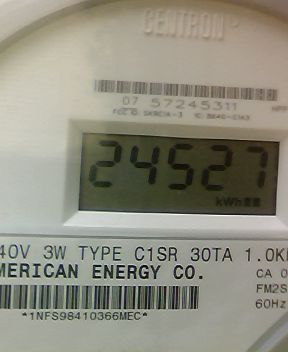 CENTRON
07 57245311
24527
kWh
40V 3W TYPE C1SR 30TA 1.0K
MERICAN ENERGY CO.
CA 0
FM2S
60Hz
*1NFS98410366MEC*